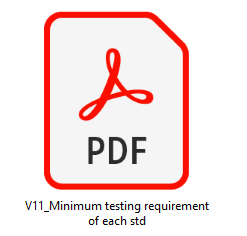 PDF
V11_Minimum testing requirement
of each std